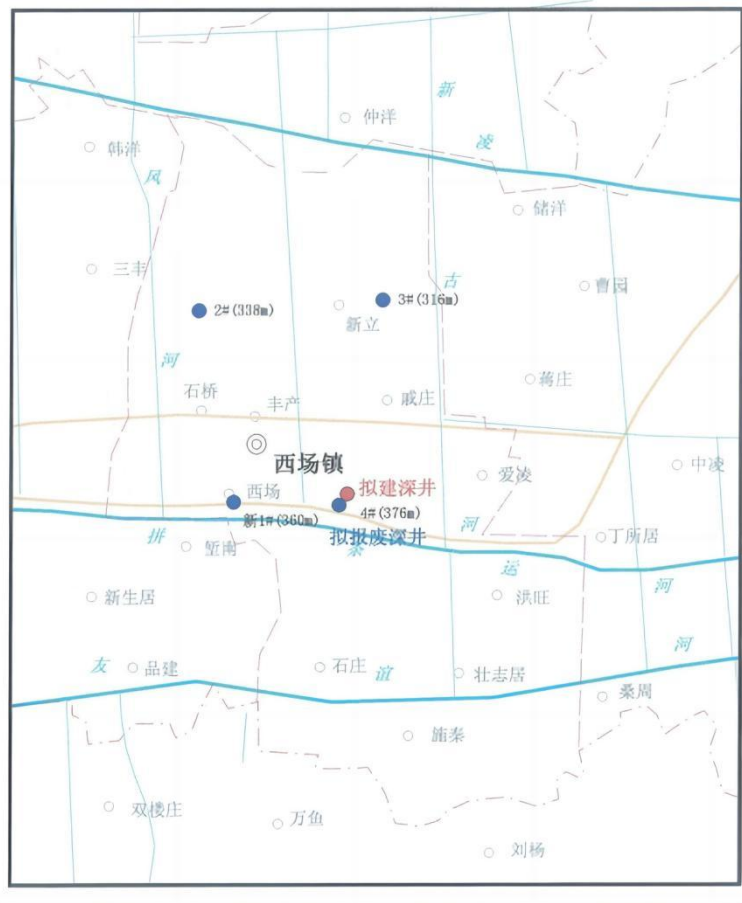 新
仲洋
凌
韩洋
风
储洋
三丰
古
曹园
3#(316m)
2#(338m)
新立
河
蒋庄
石桥
戚庄
丰产
西场镇
中凌
爱凌
拟建深井
西场
4#(376m)
新1#(360m)
河
拼
拟报废深井
丁所居
茶
堑南
运
河
新生居
洪旺
河
友
品建
石庄
谊
壮志居
桑周
施秦
双楼庄
万鱼
刘杨